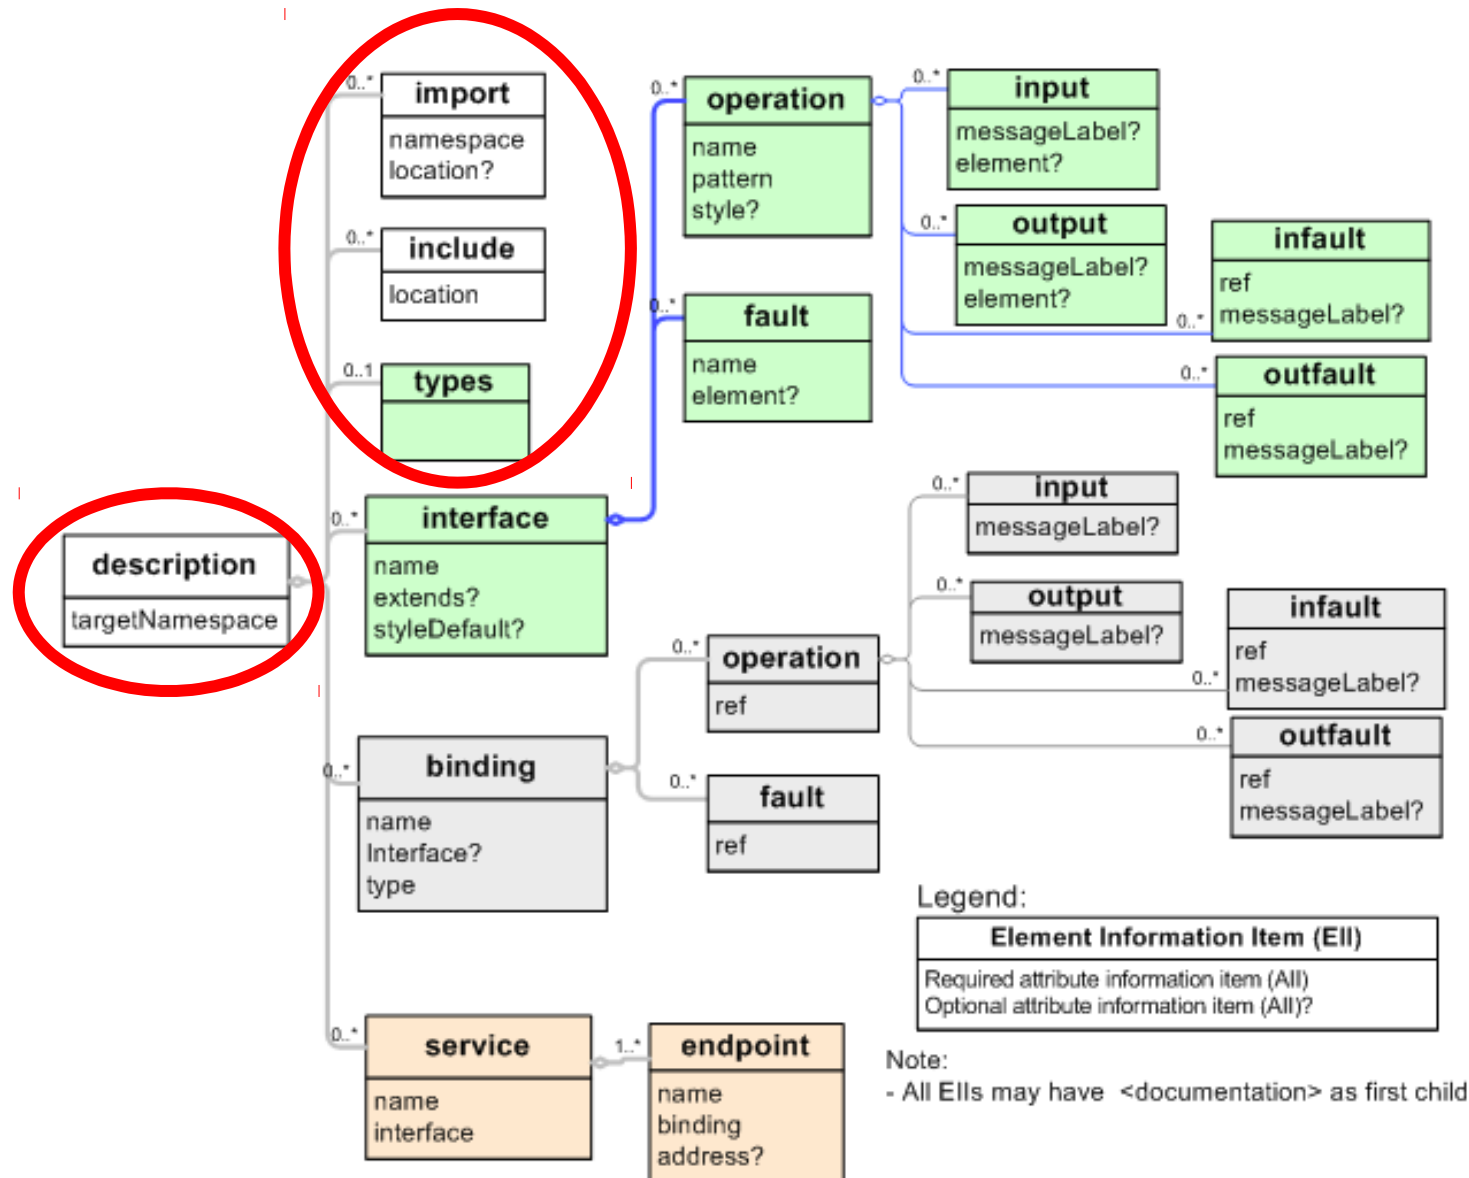 0..*
import
namespace
location?
0..*
include
location
0..1
types
description
targetNamespace
0..*
interface
name
extends?
styleDefault?
0..*
operation
name
pattern
style?
0..*
fault
name
element?
0..*
input
messageLabel?
element?
0..*
output
messageLabel?
element?
0..*
infault
ref
messageLabel?
0..*
outfault
ref
messageLabel?
0..*
binding
name
Interface?
type
0..*
operation
ref
0..*
fault
ref
0..*
input
messageLabel?
0..*
output
messageLabel?
0..*
infault
ref
messageLabel?
0..*
outfault
ref
messageLabel?
0..*
service
name
interface
1..*
endpoint
name
binding
address?
Legend:
Element Information Item (EII)
Required attribute information item (AII)
Optional attribute information item (AII)?
Note:
- All EIIs may have <documentation> as first child